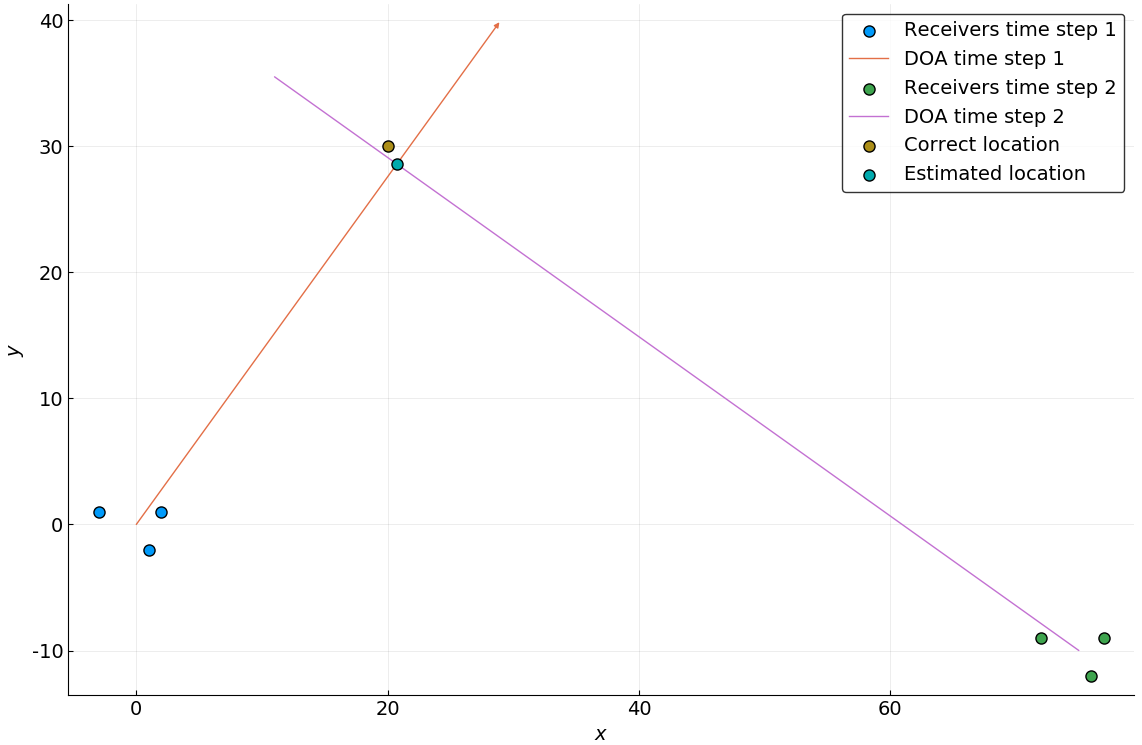 40
30
20
10
0
-10
y
0
20
40
60
x
Receivers time step 1
DOA time step 1
Receivers time step 2
DOA time step 2
Correct location
Estimated location